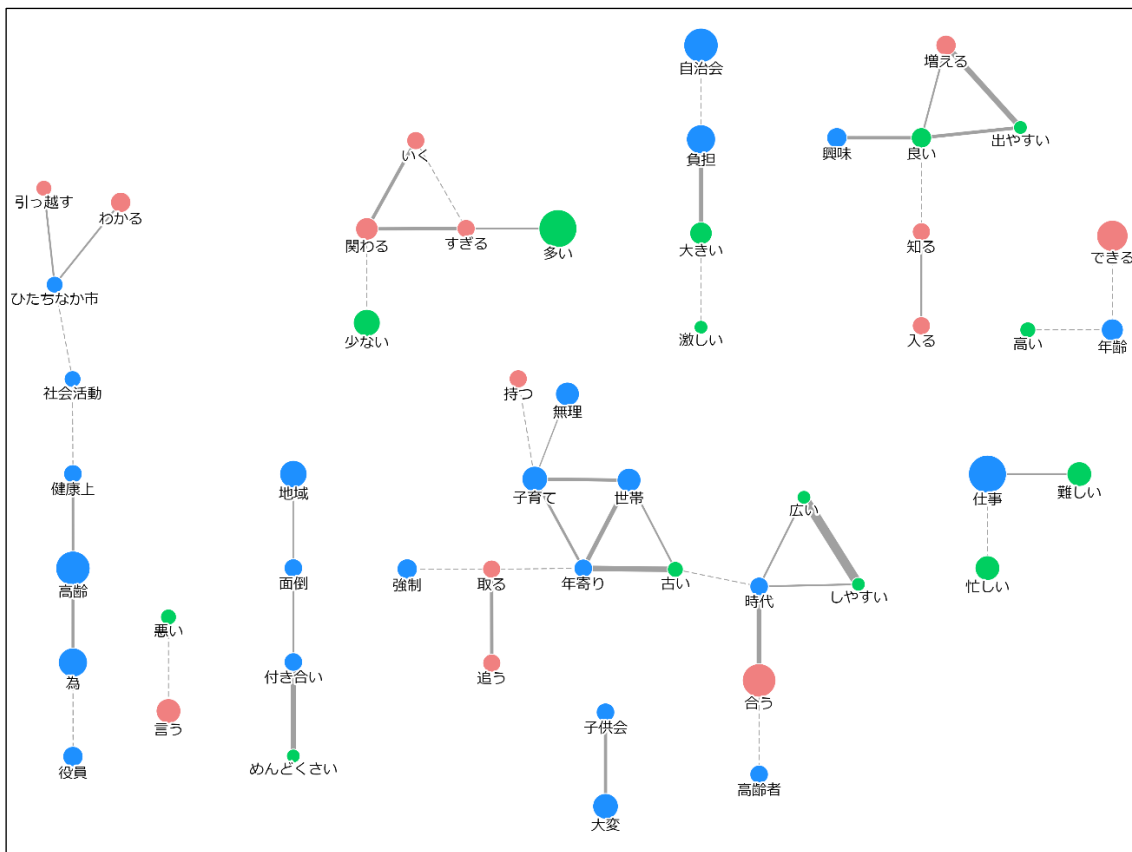 自治会
増える
出やすい
いく
負担
興味
良い
引っ越す
わかる
関わる
すぎる
多い
大きい
知る
できる
ひたちなか市
少ない
激しい
入る
高い
年齢
社会活動
持つ
無理
健康上
地域
子育て
世帯
広い
仕事
難しい
高齢
面倒
強制
取る
年寄り
古い
時代
しやすい
忙しい
悪い
為
付き合い
追う
合う
言う
子供会
役員
めんどくさい
高齢者
大変